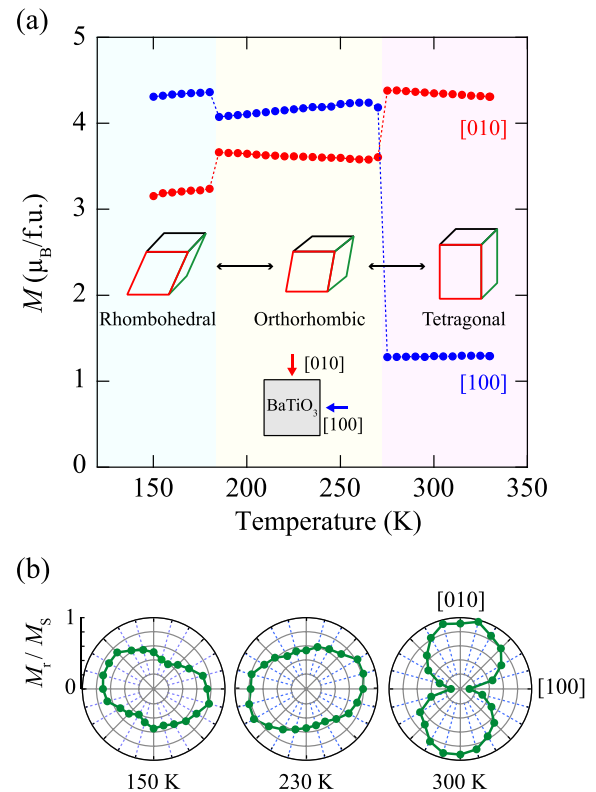 (a)
5
4
3
2
1
0
M (μB/f.u.)
[010]
Rhombohedral
Orthorhombic
Tetragonal
[010]
BaTiO3
[100]
[100]
150
200
250
300
350
Temperature (K)
(b)
1
0
Mr / Ms
[010]
[100]
150 K
230 K
300 K